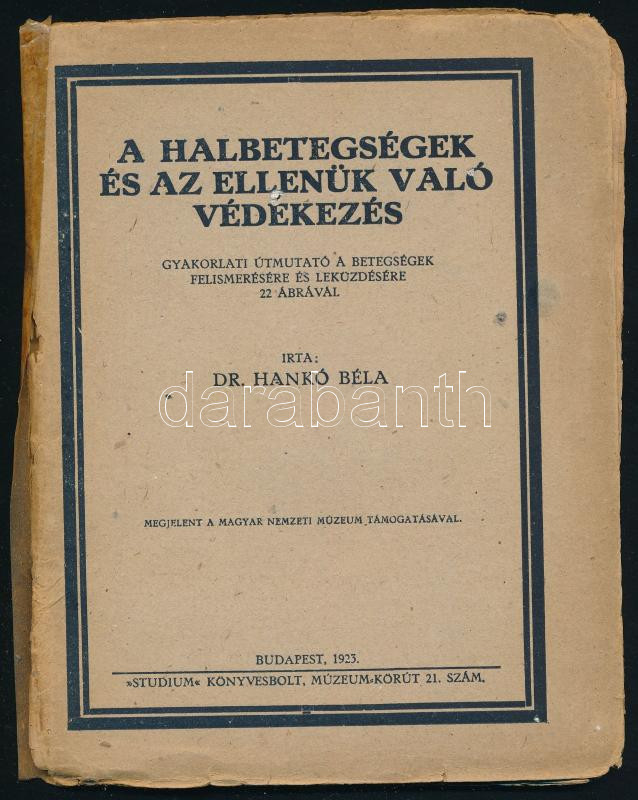 A HALBETEGSÉGEK
ÉS AZ ELLENÜK VALÓ
VÉDEKEZÉS
GYAKORLATI ÚTMUTATÓ A BETEGSÉGEK
FELISMERÉSÉRE ÉS LEKÜZDÉSÉRE
22 ÁBRÁVAL
IRTA:
DR. HANKÓ BÉLA
darabanth
MEGJELENT A MAGYAR NEMZETI MÚZEUM TÁMOGATÁSÁVAL.
BUDAPEST, 1923.
»STUDIUM« KÖNYVESBOLT, MÚZEUM-KÖRÚT 21. SZÁM.